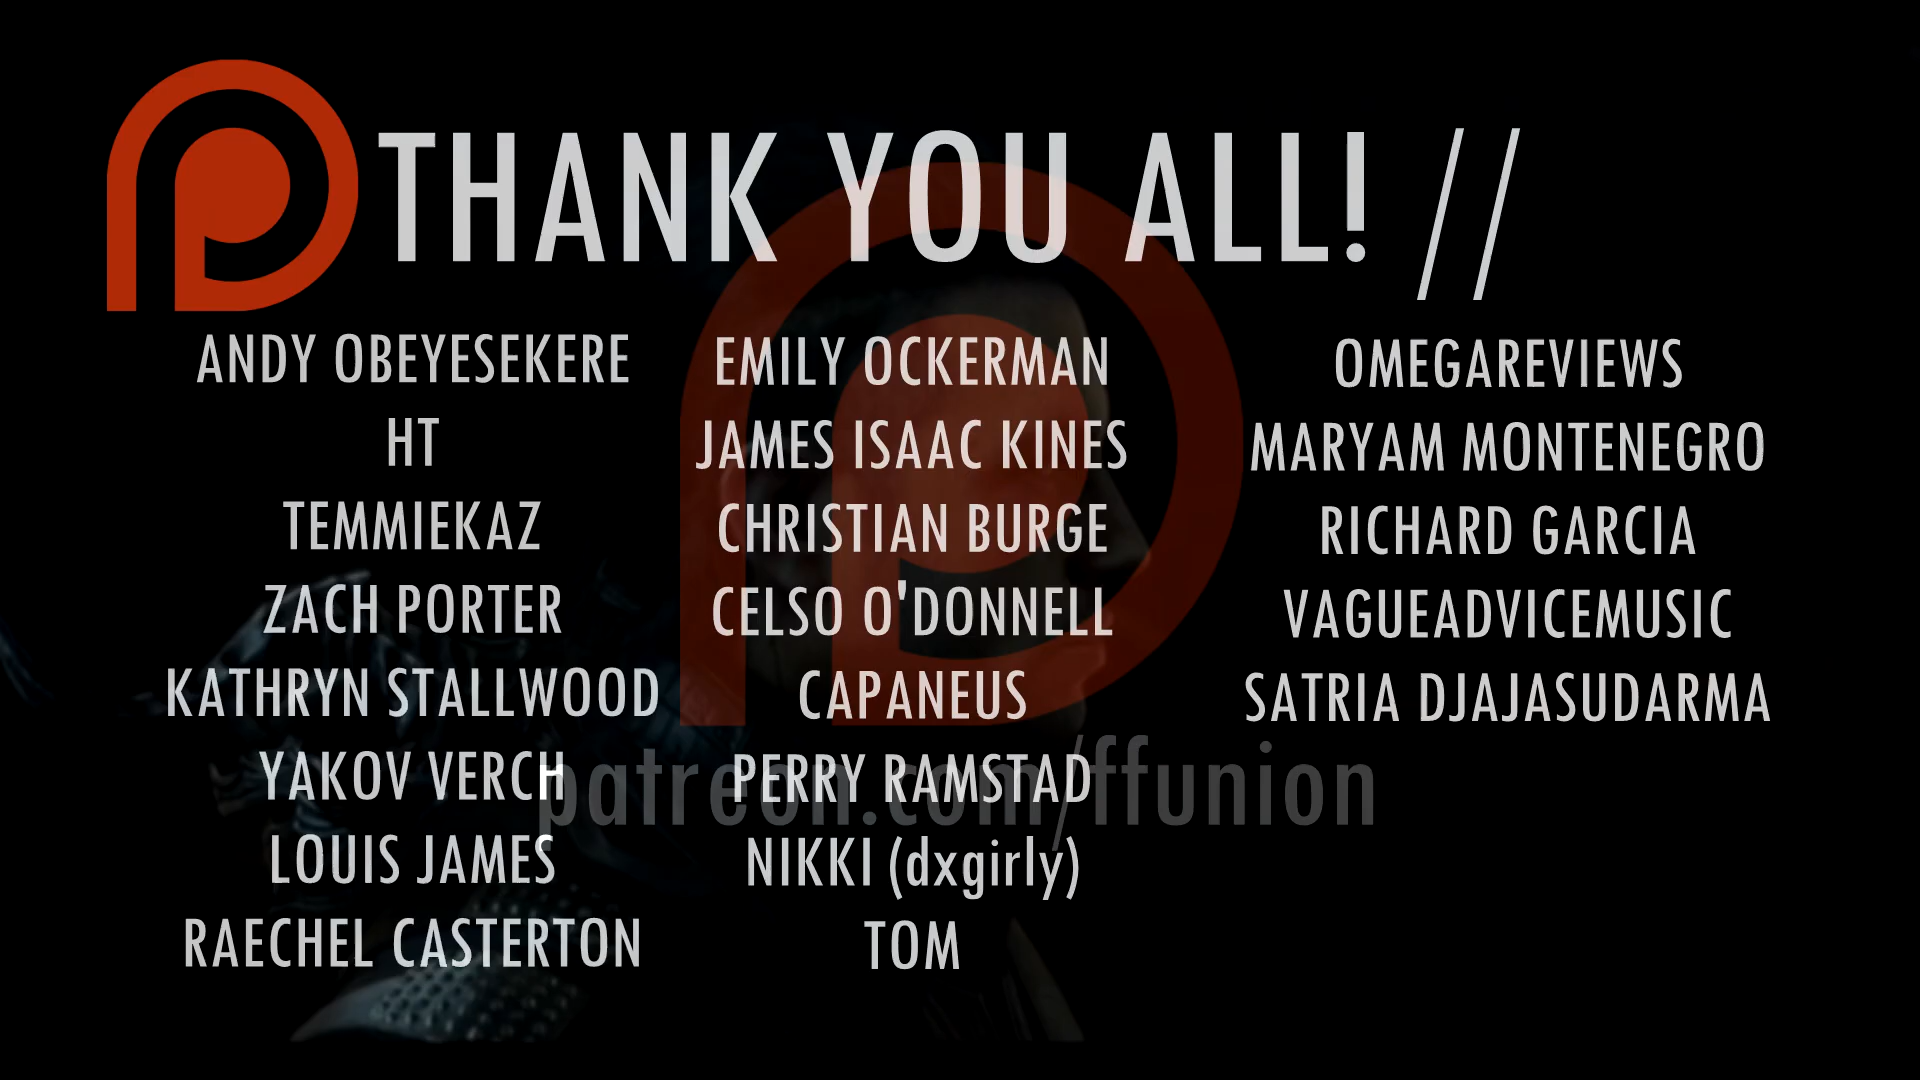 THANK YOU ALL! //
ANDY OBEYESEKERE
HT
TEMMIEKAZ
ZACH PORTER
KATHRYN STALLWOOD
YAKOV VERCH
LOUIS JAMES
RAECHEL CASTERTON
EMILY OCKERMAN
JAMES ISAAC KINES
CHRISTIAN BURGE
CELSO O'DONNELL
CAPANEUS
PERRY RAMSTAD
NIKKI (dxgirly)
TOM
OMEGAREVIEWS
MARYAM MONTENEGRO
RICHARD GARCIA
VAGUEADVICEMUSIC
SATRIA DJAJASUDARMA
patreon.com/ffunion